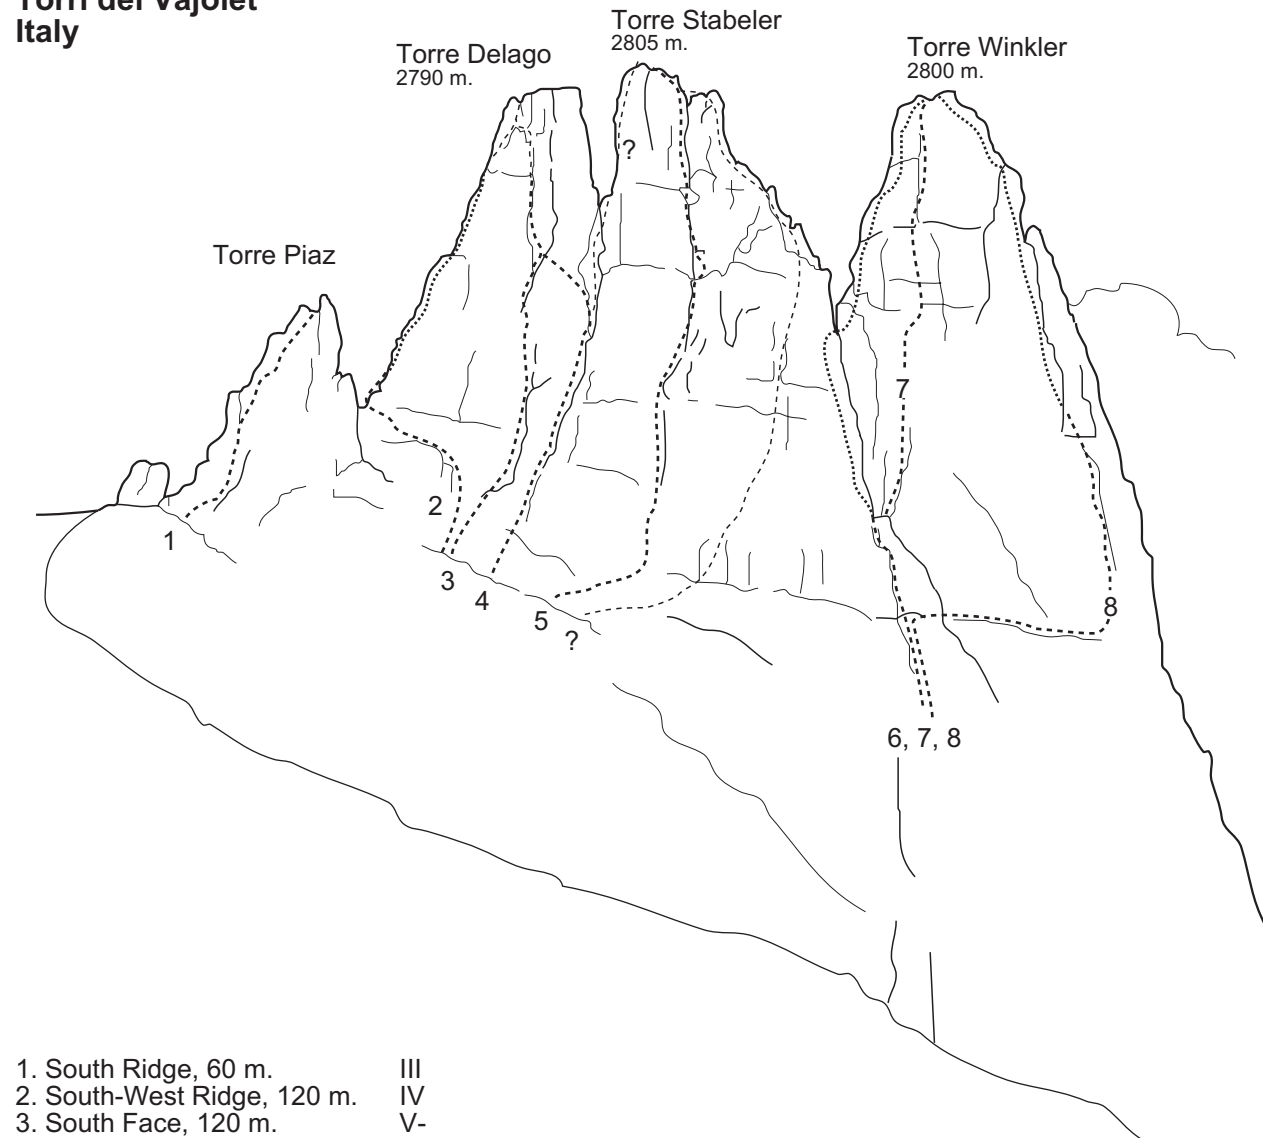 Torri del Vajolet
Italy
Torre Stabeler
2805 m.
Torre Delago
2790 m.
Torre Winkler
2800 m.
?
Torre Piaz
7
2
1
3
4
5
?
8
6, 7, 8
1. South Ridge, 60 m. III
2. South-West Ridge, 120 m. IV
3. South Face, 120 m. V-